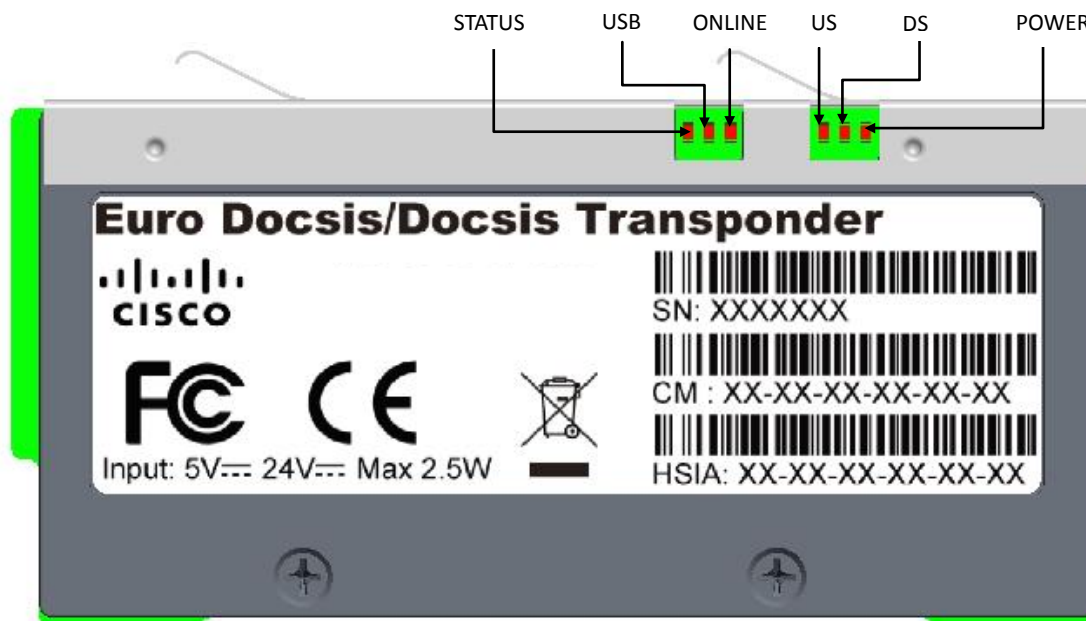 STATUS USB ONLINE US DS POWER
Euro Docsis/Docsis Transponder
CISCO
SN: XXXXXXX
FC CE
CM : XX-XX-XX-XX-XX-XX
Input: 5V⎓ 24V⎓ Max 2.5W
HSIA: XX-XX-XX-XX-XX-XX